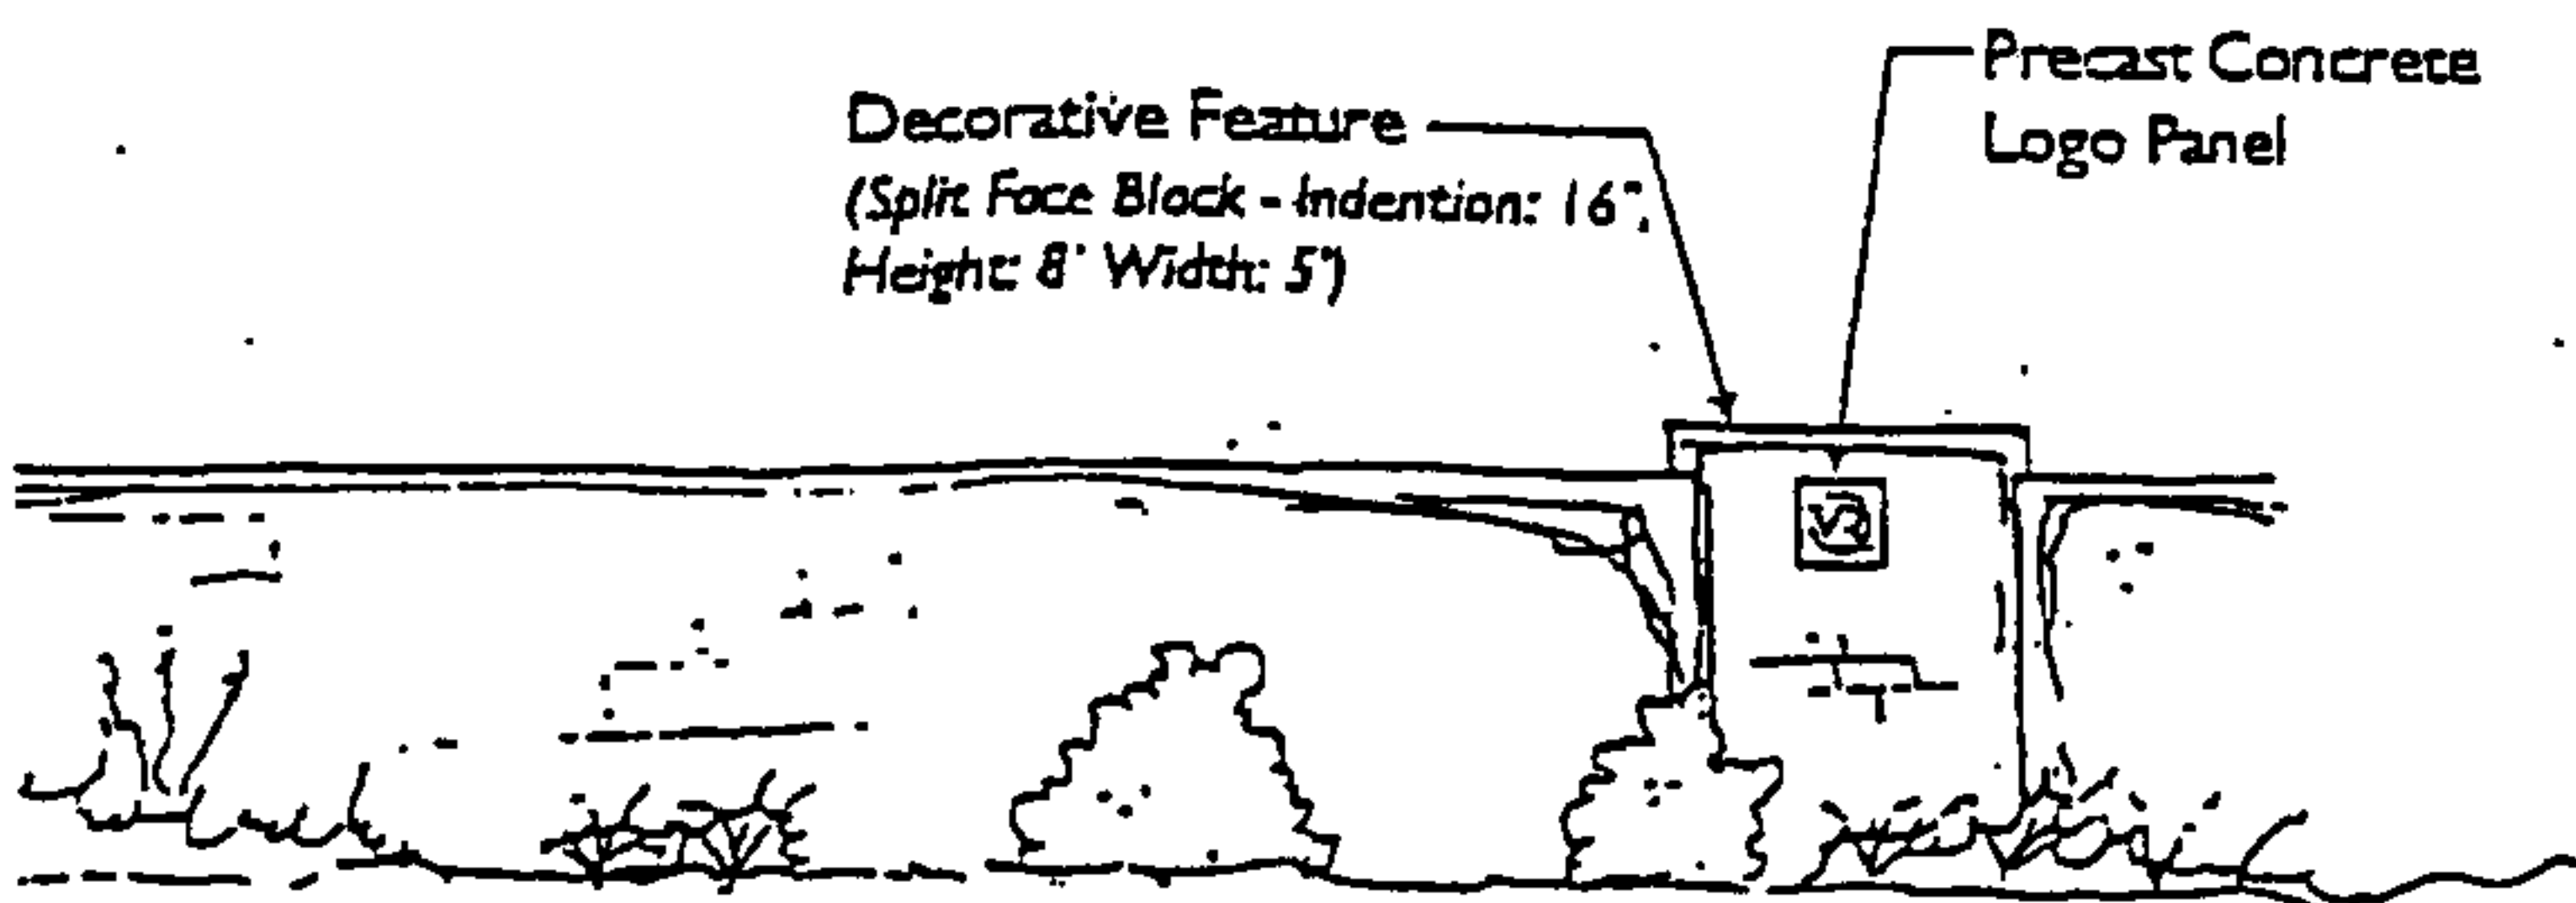 Precast Concrete
Logo Panel
Decorative Feature
(Split Face Block - Indention: 16",
Height: 8' Width: 5')